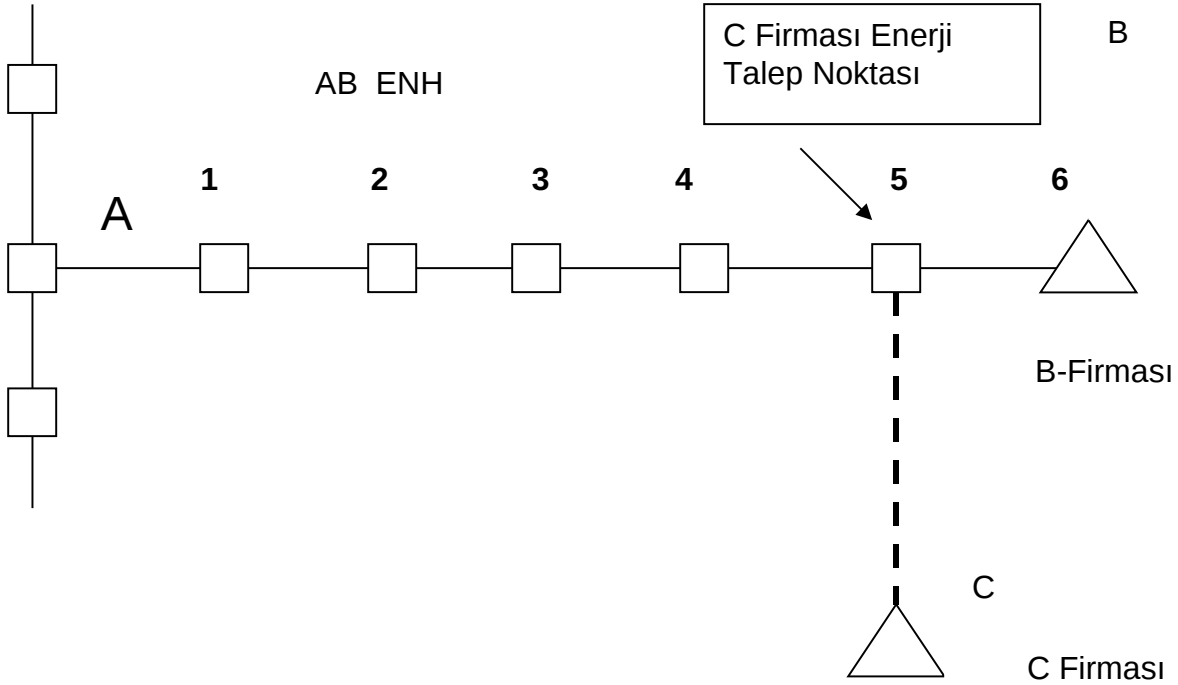 C Firması Enerji
Talep Noktası
B
AB ENH
1 2 3 4 5 6
A
B-Firması
C
C Firması